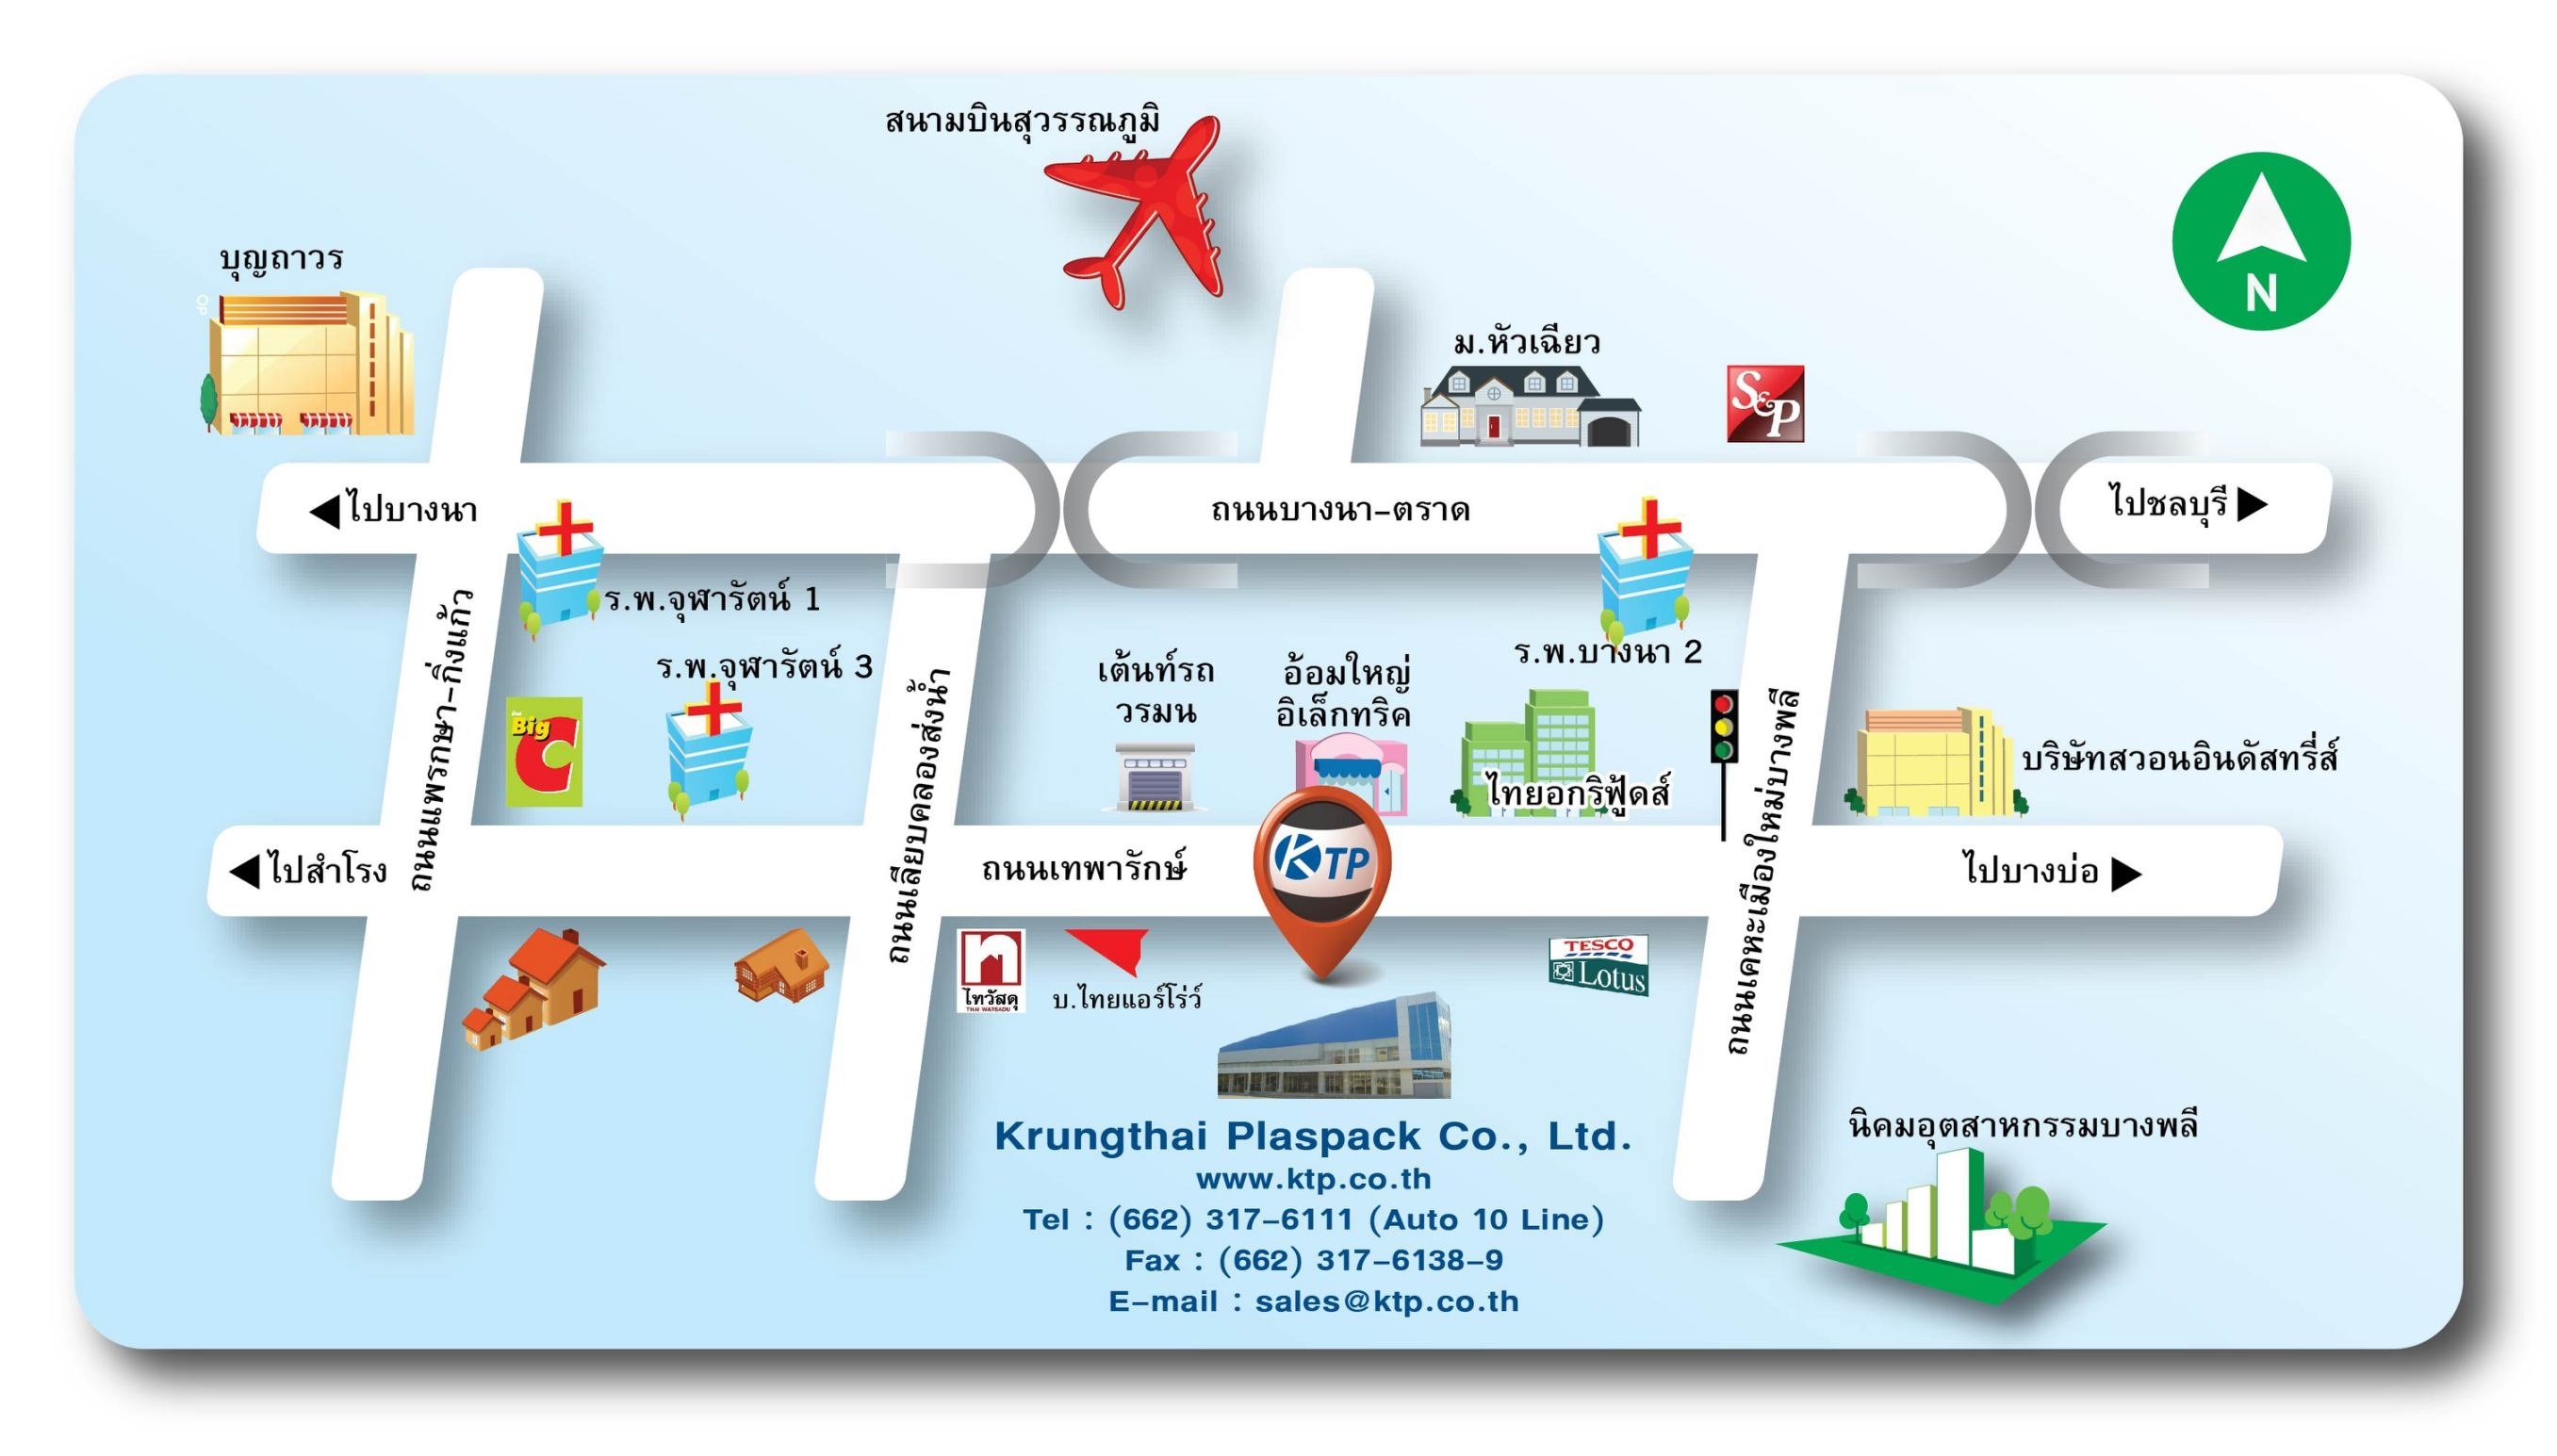 สนามบินสุวรรณภูมิ
บุญถาวร
N
ม.หัวเฉียว
S&P
ไปบางนา
ถนนบางนา-ตราด
ไปชลบุรี
ร.พ.จุฬารัตน์ 1
ร.พ.จุฬารัตน์ 3
ร.พ.บางนา 2
เต้นท์รถ
วรมน
อ้อมใหญ่
อิเล็กทริค
Big
C
ไทยอกริฟู้ดส์
บริษัทสวอนอินดัสทรี่ส์
ถนนแพรกษา-กิ่งแก้ว
ถนนเลียบคลองส่งน้ำ
ถนนเคหะเมืองใหม่บางพลี
ไปสำโรง
ถนนเทพารักษ์
KTP
ไปบางบ่อ
ไทวัสดุ
THAI WATSADU
บ.ไทยแอร์โร่ว์
TESCO
Lotus
Krungthai Plaspack Co., Ltd.
www.ktp.co.th
Tel : (662) 317-6111 (Auto 10 Line)
Fax : (662) 317-6138-9
E-mail : sales@ktp.co.th
นิคมอุตสาหกรรมบางพลี